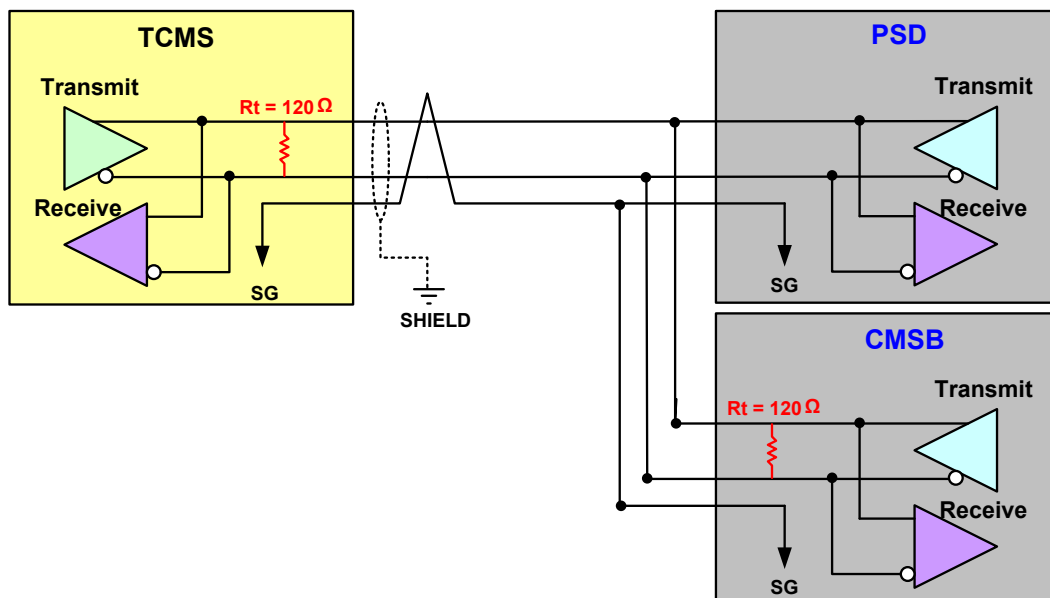 TCMS
Transmit
Rt = 120 Ω
Receive
SG
SHIELD
PSD
Transmit
Receive
SG
CMSB
Transmit
Rt = 120 Ω
Receive
SG